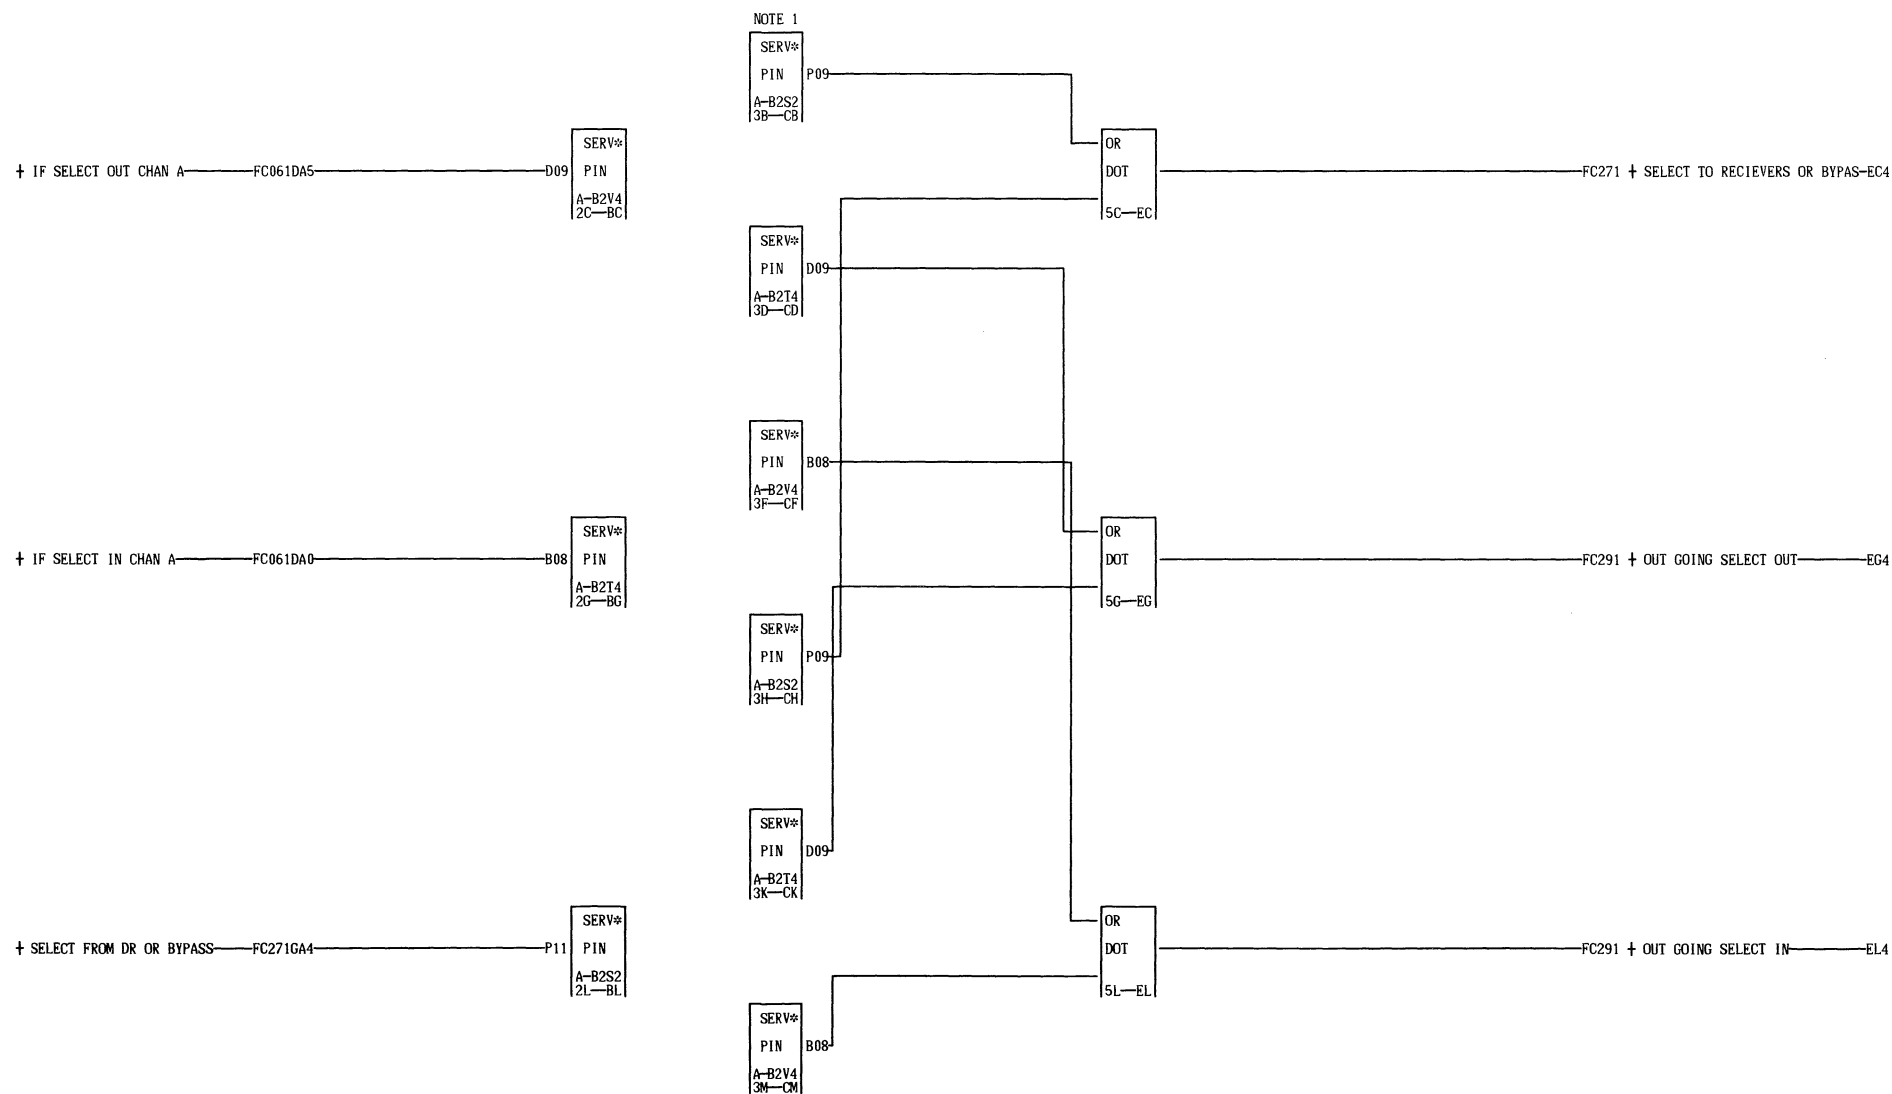 NOTE 1
SERV*
PIN P09
A-B2S2
3B—CB
+ IF SELECT OUT CHAN A——FC061DA5——D09
SERV*
PIN
A-B2V4
2C—BC
OR
DOT
5C—EC
FC271 + SELECT TO RECIEVERS OR BYPAS-EC4
SERV*
PIN D09
A-B2T4
3D—CD
SERV*
PIN B08
A-B2V4
3F—CF
+ IF SELECT IN CHAN A——FC061DA0——B08
SERV*
PIN
A-B2T4
2G—BG
OR
DOT
5G—EG
FC291 + OUT GOING SELECT OUT——EG4
SERV*
PIN P09
A-B2S2
3H—CH
SERV*
PIN D09
A-B2T4
3K—CK
+ SELECT FROM DR OR BYPASS——FC271GA4——P11
SERV*
PIN
A-B2S2
2L—BL
OR
DOT
5L—EL
FC291 + OUT GOING SELECT IN——EL4
SERV*
PIN B08
A-B2V4
3M—CM